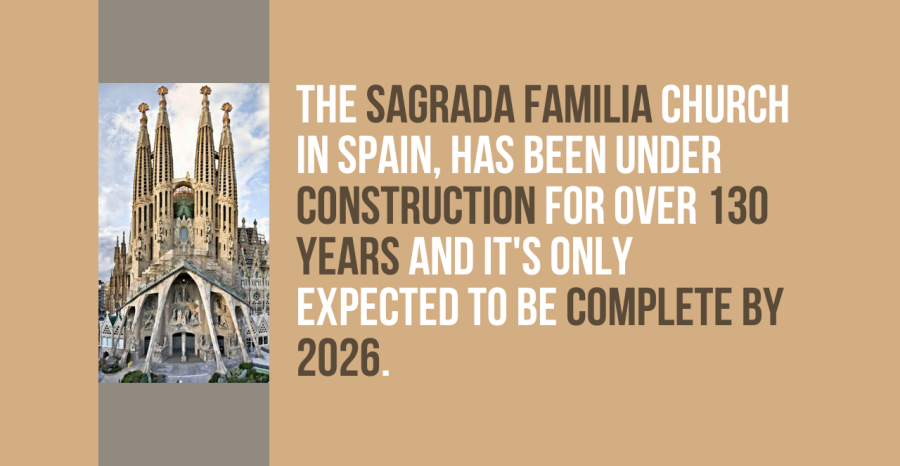 THE SAGRADA FAMILIA CHURCH
IN SPAIN, HAS BEEN UNDER
CONSTRUCTION FOR OVER 130
YEARS AND IT'S ONLY
EXPECTED TO BE COMPLETE BY
2026.